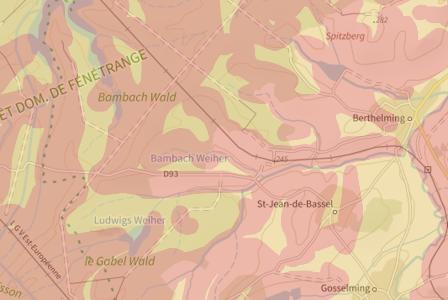 282
Spitzberg
ET DOM. DE FÉNÉTRANGE
Bambach Wald
Berthelming
Bambach Weiher
245
D93
St-Jean-de-Bassel
Ludwigs Weiher
L G V Est-Européenne
le Gabel Wald
Gosselming
sson